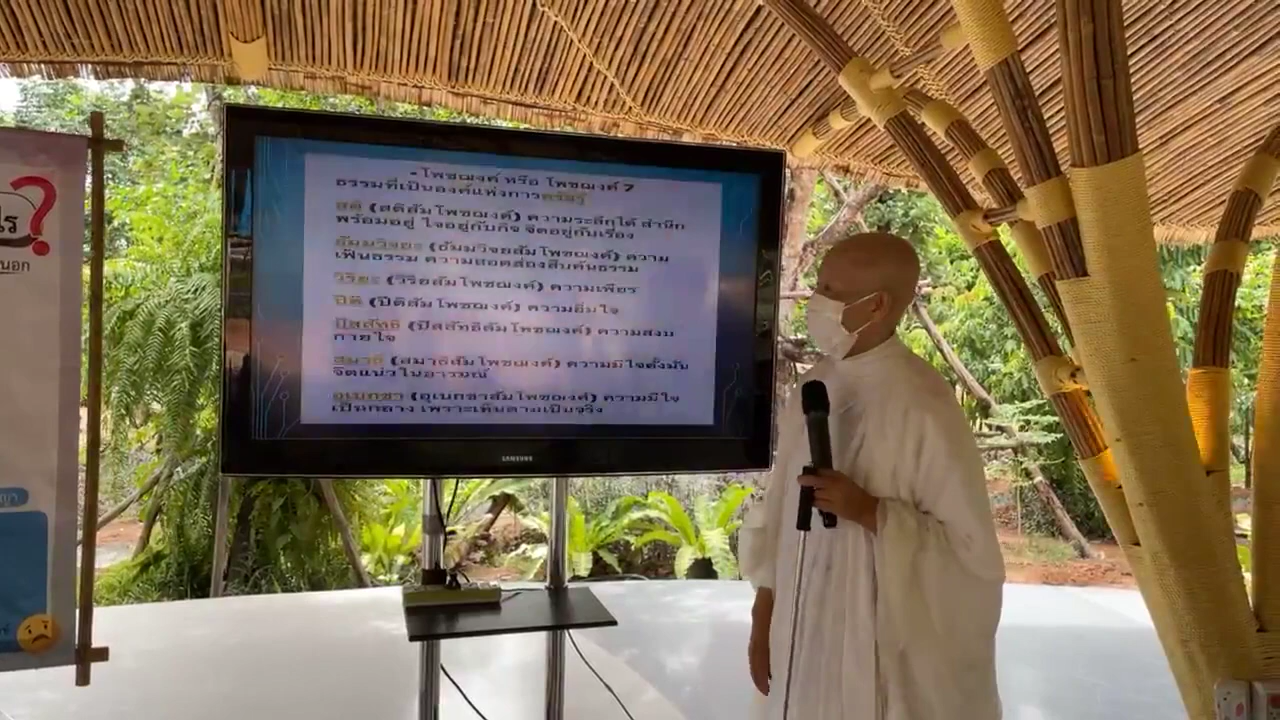 ไร?
นอก
-โพชฌงค์ หรือ โพชฌงค์ 7
ธรรมที่เป็นองค์แห่งการตรัสรู้
สติ (สติสัมโพชฌงค์) ความระลึกได้ สำนึก
พร้อมอยู่ ใจอยู่กับกิจ จิตอยู่กับเรื่อง
ธัมมวิจยะ (ธัมมวิจยสัมโพชฌงค์) ความ
เฟ้นธรรม ความสอดส่องสืบค้นธรรม
วิริยะ (วิริยสัมโพชฌงค์) ความเพียร
ปีติ (ปีติสัมโพชฌงค์) ความอิ่มใจ
ปัสสัทธิ (ปัสสัทธิสัมโพชฌงค์) ความสงบ
กายใจ
สมาธิ (สมาธิสัมโพชฌงค์) ความมีใจตั้งมั่น
จิตแน่วในอารมณ์
อุเบกขา (อุเบกขาสัมโพชฌงค์) ความมีใจ
เป็นกลาง เพราะเห็นตามเป็นจริง
SAMSUNG